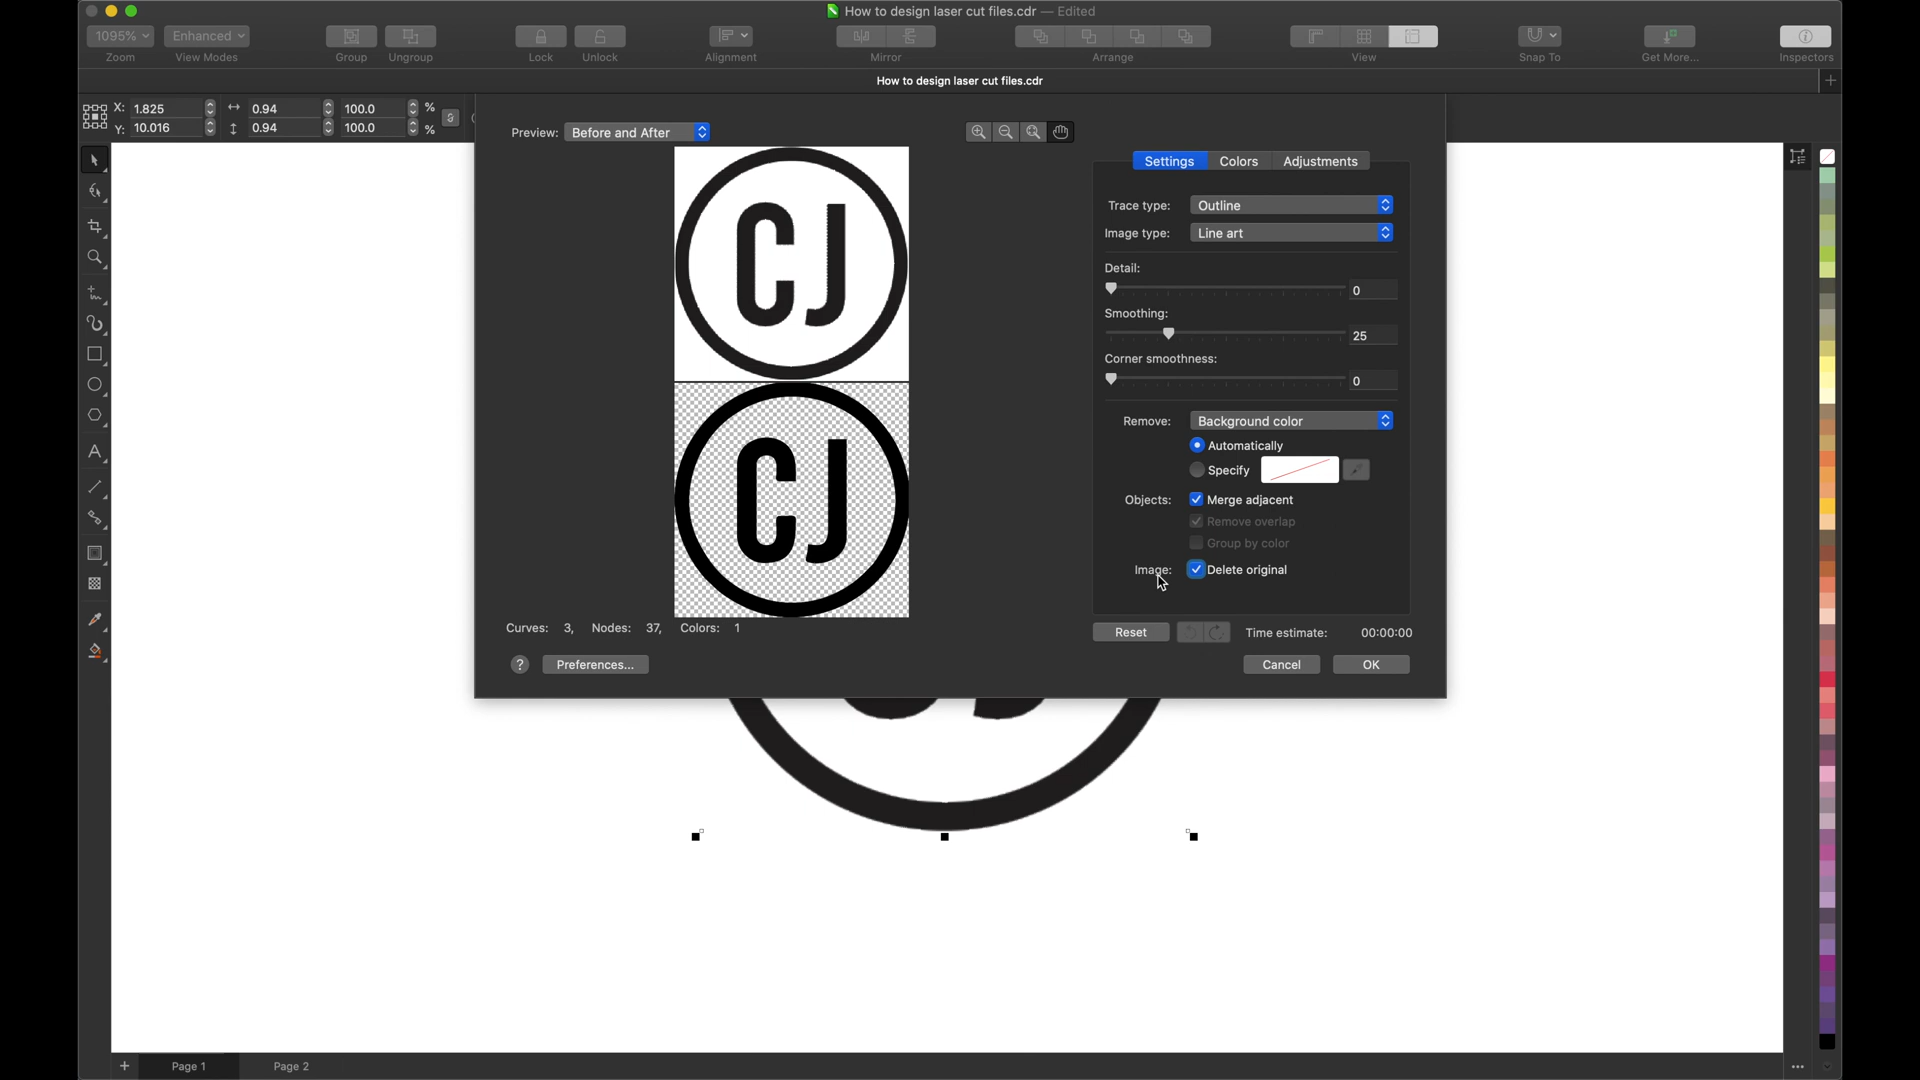 How to design laser cut files.cdr — Edited
1095% Enhanced
Zoom View Modes Group Ungroup Lock Unlock Alignment Mirror Arrange View Snap To Get More... Inspectors
How to design laser cut files.cdr
X: 1.825 0.94 100.0 %
Y: 10.016 0.94 100.0 %
Preview: Before and After
Settings Colors Adjustments
CJ
Trace type: Outline
Image type: Line art
Detail:
0
Smoothing:
25
Corner smoothness:
0
Remove: Background color
Automatically
Specify
CJ
Objects: Merge adjacent
Remove overlap
Group by color
Image: Delete original
Curves: 3, Nodes: 37, Colors: 1
Reset Time estimate: 00:00:00
? Preferences... Cancel OK
Page 1 Page 2